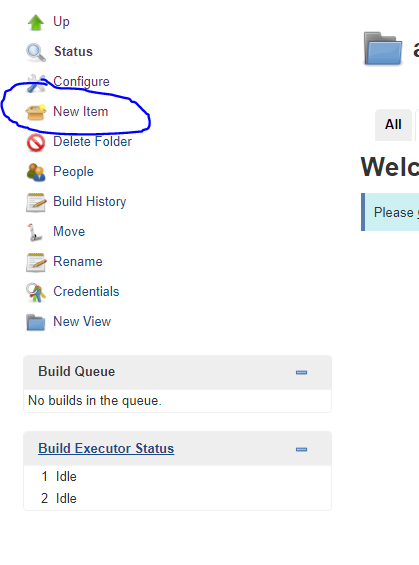 Up
Status
Configure
New Item
Delete Folder
People
Build History
Move
Rename
Credentials
New View
Build Queue
No builds in the queue.
Build Executor Status
1 Idle
2 Idle
a
All
Welc
Please